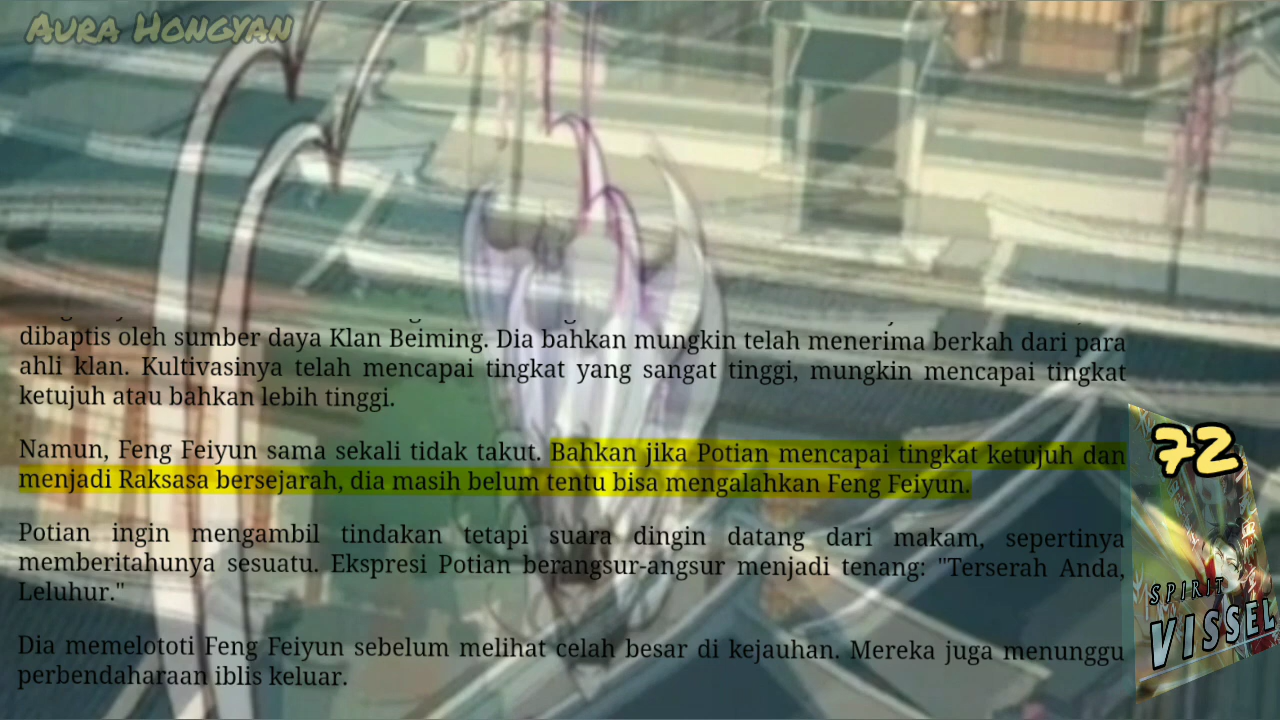 AURA HONGYAN
dibaptis oleh sumber daya Klan Beiming. Dia bahkan mungkin telah menerima berkah dari para
ahli klan. Kultivasinya telah mencapai tingkat yang sangat tinggi, mungkin mencapai tingkat
ketujuh atau bahkan lebih tinggi.
Namun, Feng Feiyun sama sekali tidak takut. Bahkan jika Potian mencapai tingkat ketujuh dan
menjadi Raksasa bersejarah, dia masih belum tentu bisa mengalahkan Feng Feiyun.
Potian ingin mengambil tindakan tetapi suara dingin datang dari makam, sepertinya
memberitahunya sesuatu. Ekspresi Potian berangsur-angsur menjadi tenang: "Terserah Anda,
Leluhur."
Dia memelototi Feng Feiyun sebelum melihat celah besar di kejauhan. Mereka juga menunggu
perbendaharaan iblis keluar.
72
SPIRIT
VISSEL